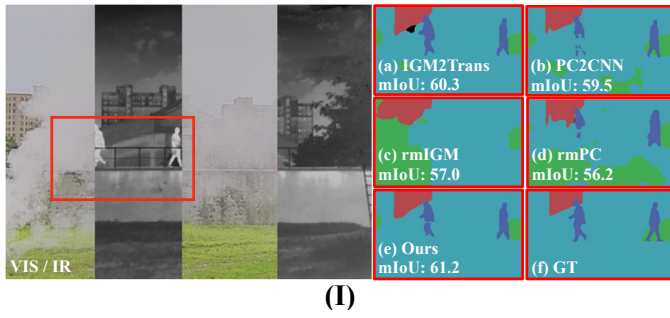 (a) IGM2Trans
mIoU: 60.3
(b) PC2CNN
mIoU: 59.5
(c) rmIGM
mIoU: 57.0
(d) rmPC
mIoU: 56.2
VIS / IR
(e) Ours
mIoU: 61.2
(f) GT
(I)